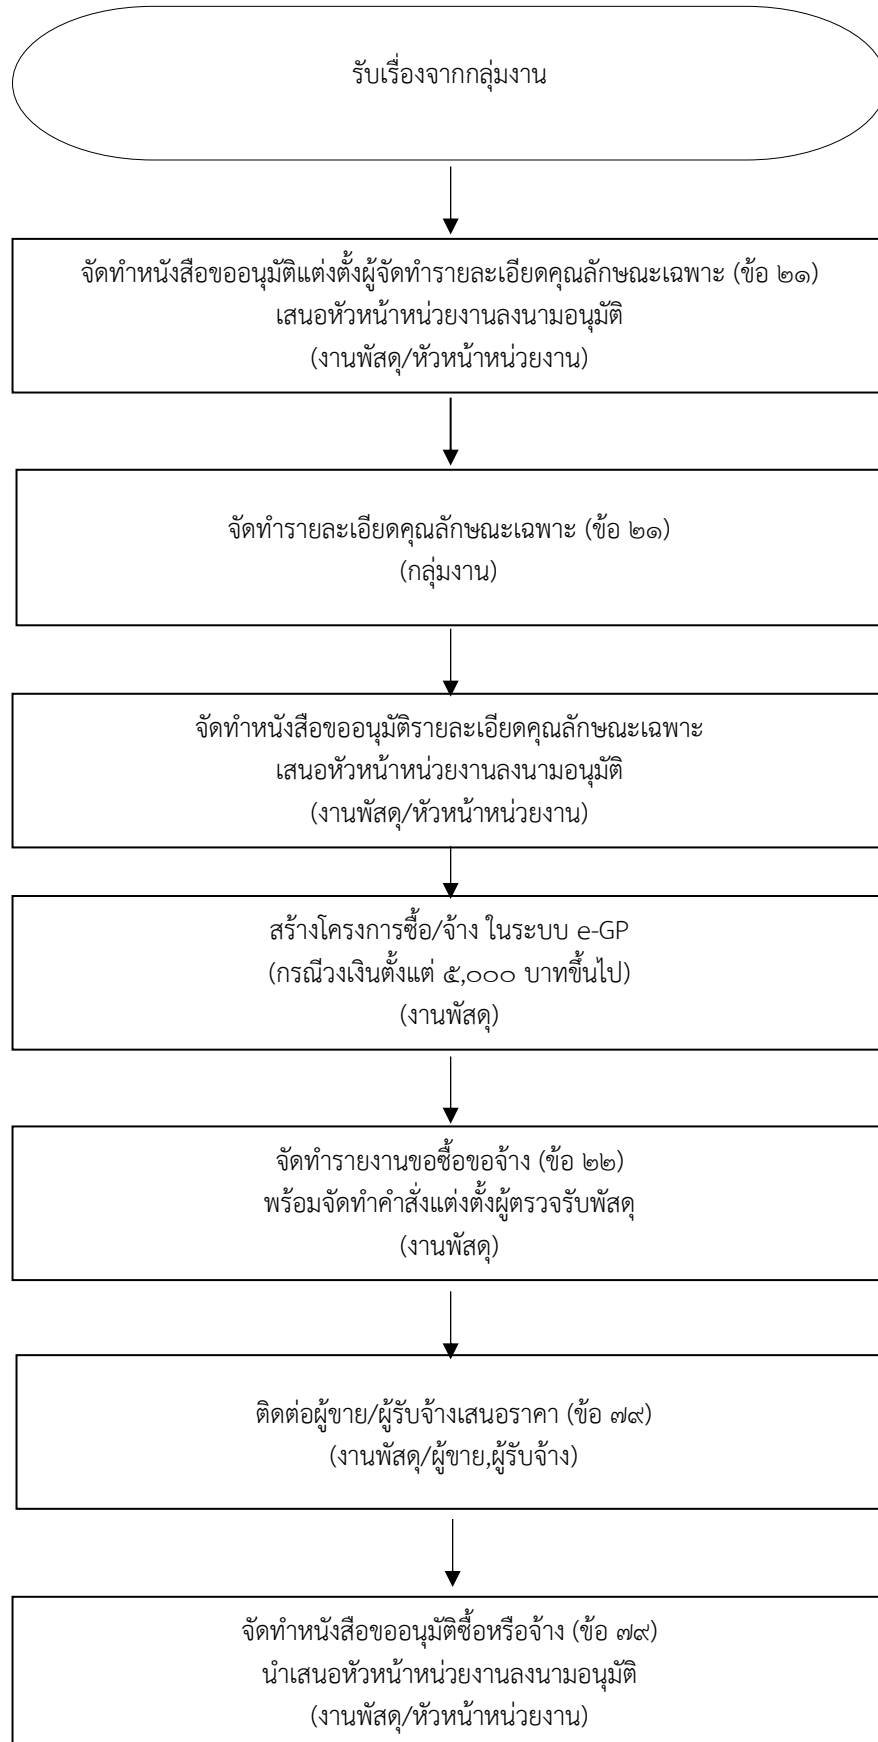 รับเรื่องจากกลุ่มงาน
จัดทำหนังสือขออนุมัติแต่งตั้งผู้จัดทำรายละเอียดคุณลักษณะเฉพาะ (ข้อ ๒๑)
เสนอหัวหน้าหน่วยงานลงนามอนุมัติ
(งานพัสดุ/หัวหน้าหน่วยงาน)
จัดทำรายละเอียดคุณลักษณะเฉพาะ (ข้อ ๒๑)
(กลุ่มงาน)
จัดทำหนังสือขออนุมัติรายละเอียดคุณลักษณะเฉพาะ
เสนอหัวหน้าหน่วยงานลงนามอนุมัติ
(งานพัสดุ/หัวหน้าหน่วยงาน)
สร้างโครงการซื้อ/จ้าง ในระบบ e-GP
(กรณีวงเงินตั้งแต่ ๕,๐๐๐ บาทขึ้นไป)
(งานพัสดุ)
จัดทำรายงานขอซื้อขอจ้าง (ข้อ ๒๒)
พร้อมจัดทำคำสั่งแต่งตั้งผู้ตรวจรับพัสดุ
(งานพัสดุ)
ติดต่อผู้ขาย/ผู้รับจ้างเสนอราคา (ข้อ ๗๙)
(งานพัสดุ/ผู้ขาย,ผู้รับจ้าง)
จัดทำหนังสือขออนุมัติซื้อหรือจ้าง (ข้อ ๗๙)
นำเสนอหัวหน้าหน่วยงานลงนามอนุมัติ
(งานพัสดุ/หัวหน้าหน่วยงาน)